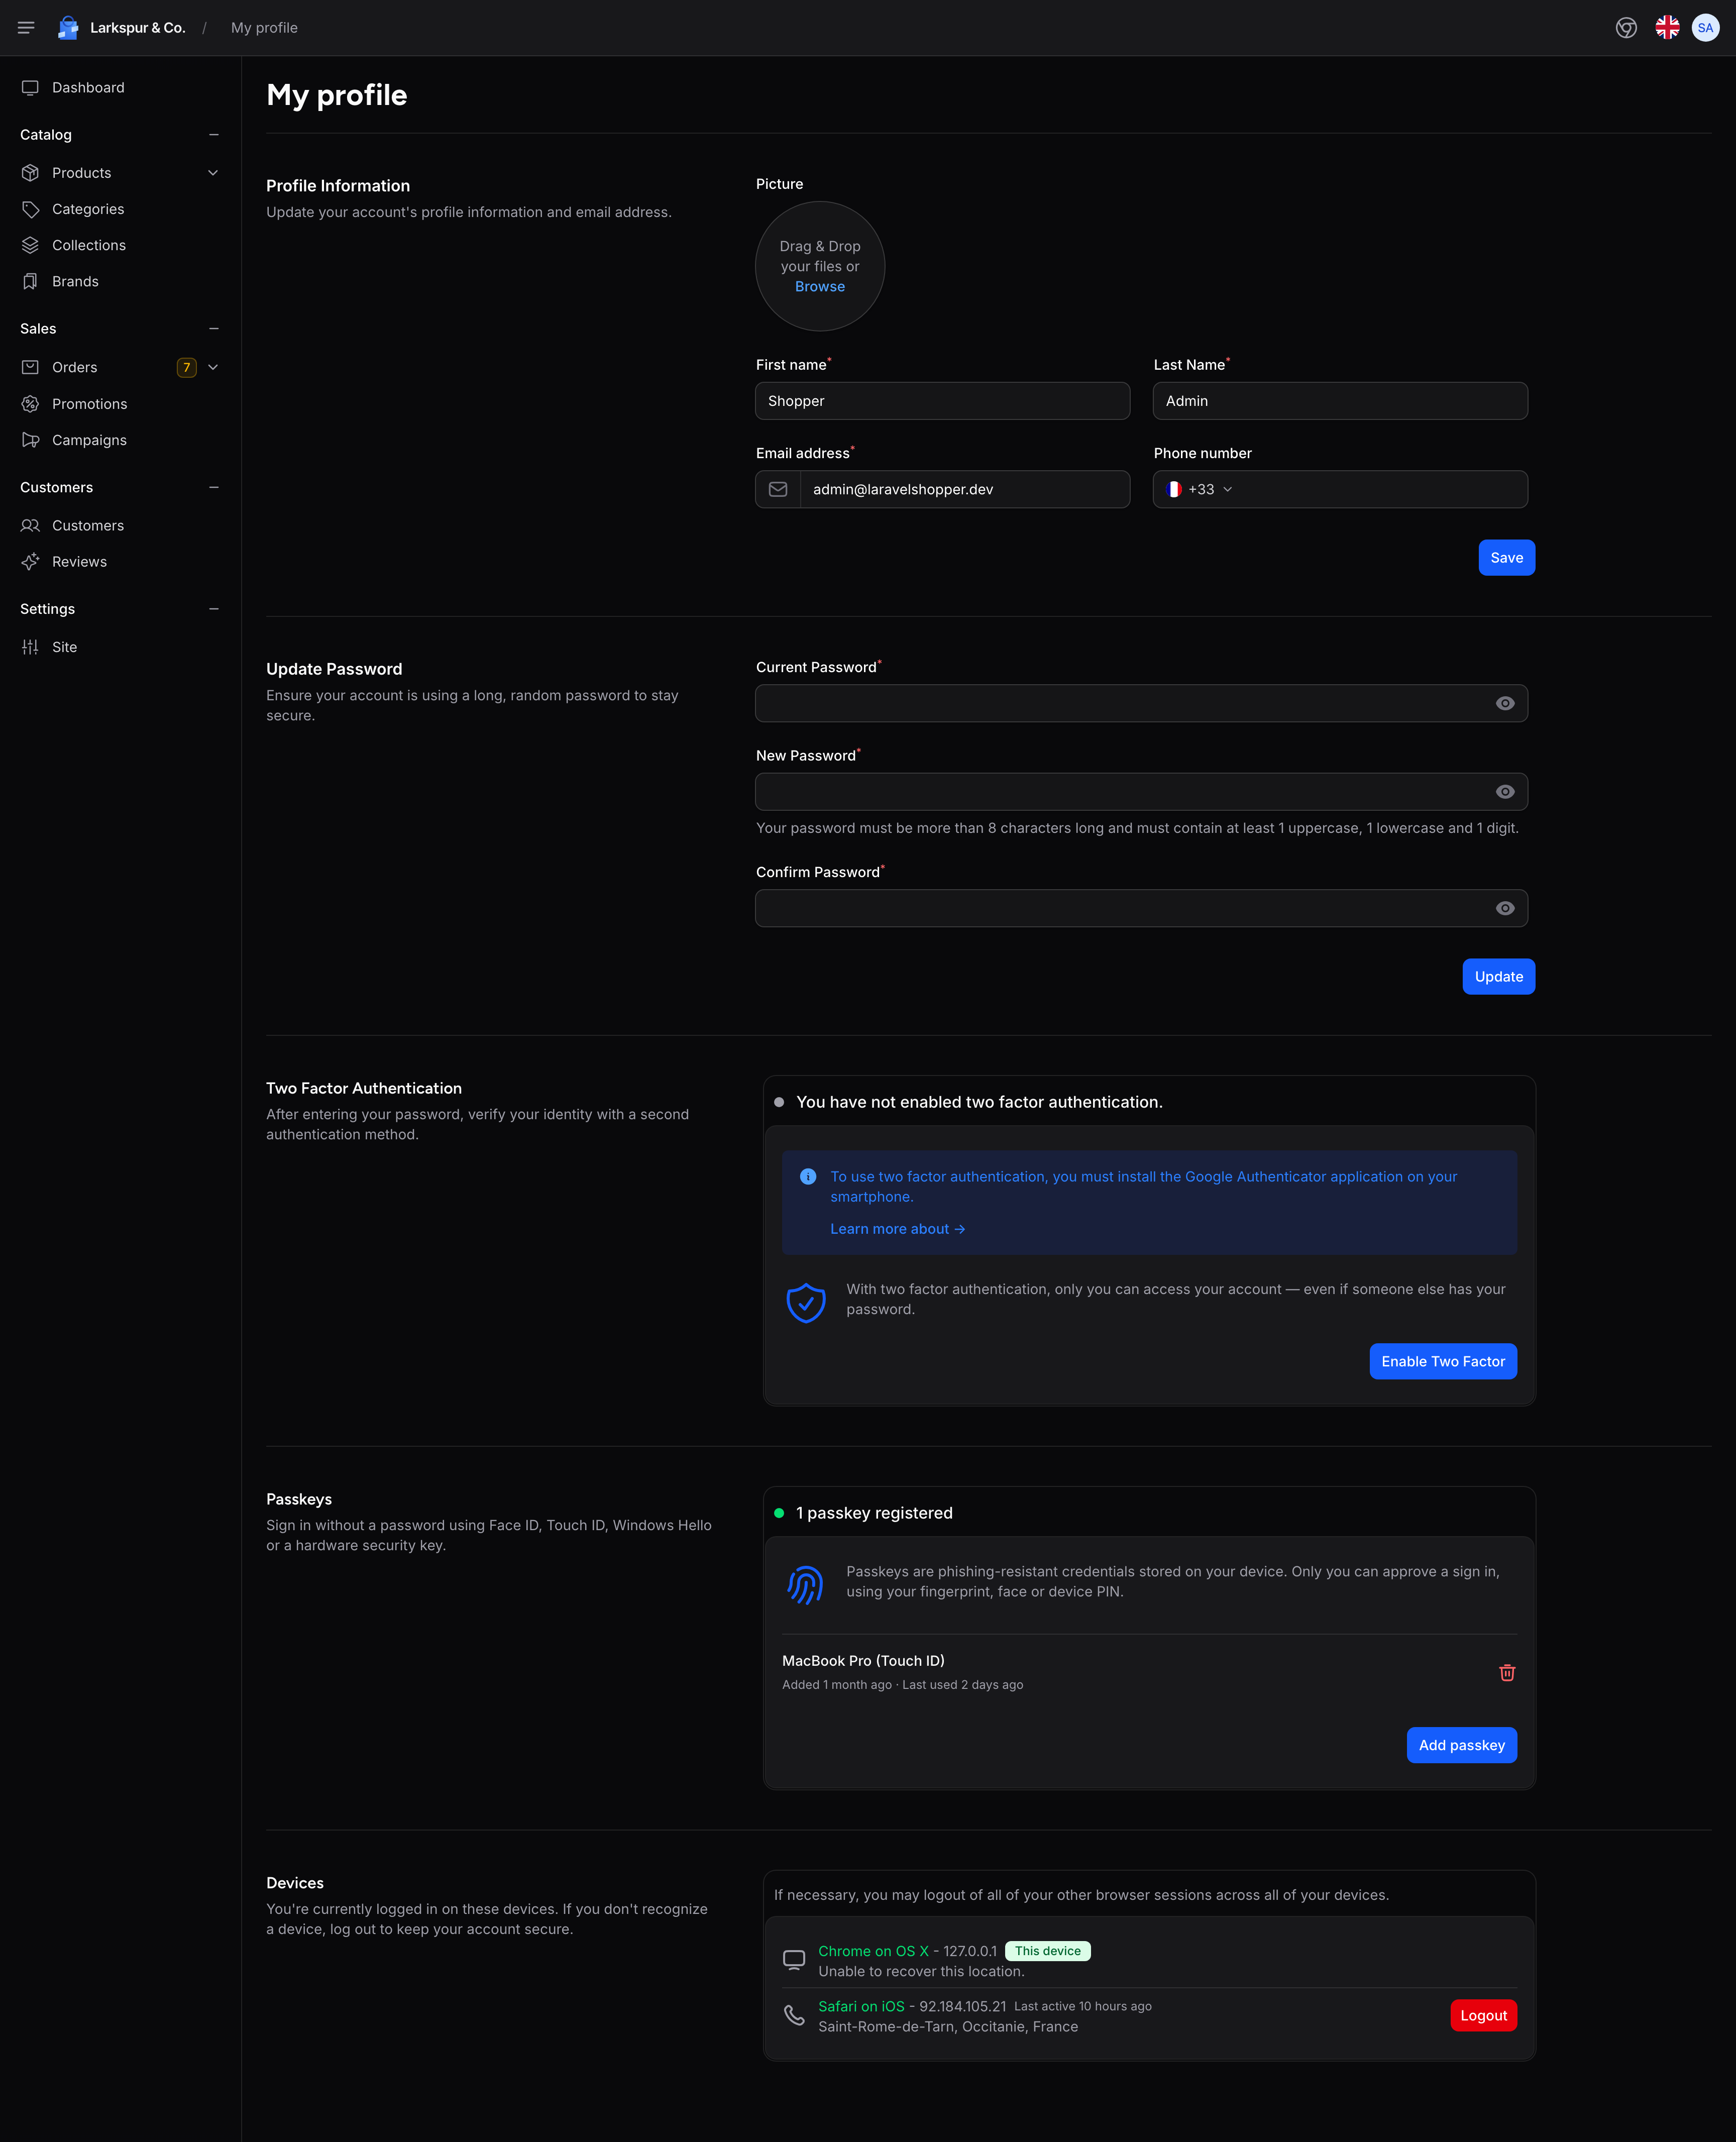 Larkspur & Co. / My profile
SA
Dashboard
Catalog
Products
Categories
Collections
Brands
Sales
Orders 7
Promotions
Campaigns
Customers
Customers
Reviews
Settings
Site
My profile
Profile Information
Update your account's profile information and email address.
Picture
Drag & Drop
your files or
Browse
First name*
Shopper
Last Name*
Admin
Email address*
admin@laravelshopper.dev
Phone number
+33
Save
Update Password
Ensure your account is using a long, random password to stay
secure.
Current Password*
New Password*
Your password must be more than 8 characters long and must contain at least 1 uppercase, 1 lowercase and 1 digit.
Confirm Password*
Update
Two Factor Authentication
After entering your password, verify your identity with a second
authentication method.
You have not enabled two factor authentication.
To use two factor authentication, you must install the Google Authenticator application on your
smartphone.
Learn more about →
With two factor authentication, only you can access your account — even if someone else has your
password.
Enable Two Factor
Passkeys
Sign in without a password using Face ID, Touch ID, Windows Hello
or a hardware security key.
1 passkey registered
Passkeys are phishing-resistant credentials stored on your device. Only you can approve a sign in,
using your fingerprint, face or device PIN.
MacBook Pro (Touch ID)
Added 1 month ago · Last used 2 days ago
Add passkey
Devices
You're currently logged in on these devices. If you don't recognize
a device, log out to keep your account secure.
If necessary, you may logout of all of your other browser sessions across all of your devices.
Chrome on OS X - 127.0.0.1 This device
Unable to recover this location.
Safari on iOS - 92.184.105.21 Last active 10 hours ago
Saint-Rome-de-Tarn, Occitanie, France
Logout